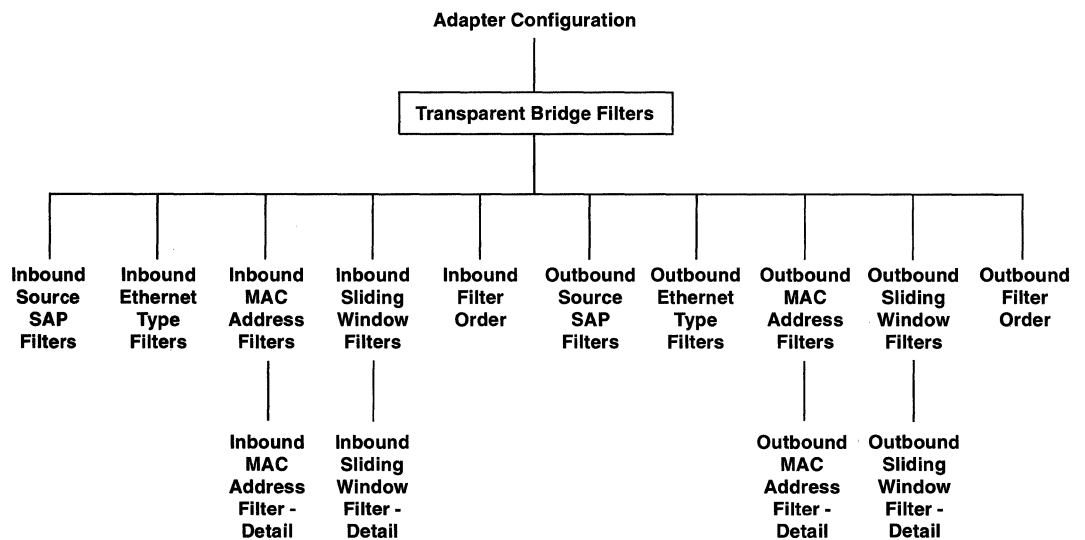 Adapter Configuration
Transparent Bridge Filters
Inbound
Source
SAP
Filters
Inbound
Ethernet
Type
Filters
Inbound
MAC
Address
Filters
Inbound
Sliding
Window
Filters
Inbound
Filter
Order
Outbound
Source
SAP
Filters
Outbound
Ethernet
Type
Filters
Outbound
MAC
Address
Filters
Outbound
Sliding
Window
Filters
Outbound
Filter
Order
Inbound
MAC
Address
Filter -
Detail
Inbound
Sliding
Window
Filter -
Detail
Outbound
MAC
Address
Filter -
Detail
Outbound
Sliding
Window
Filter -
Detail